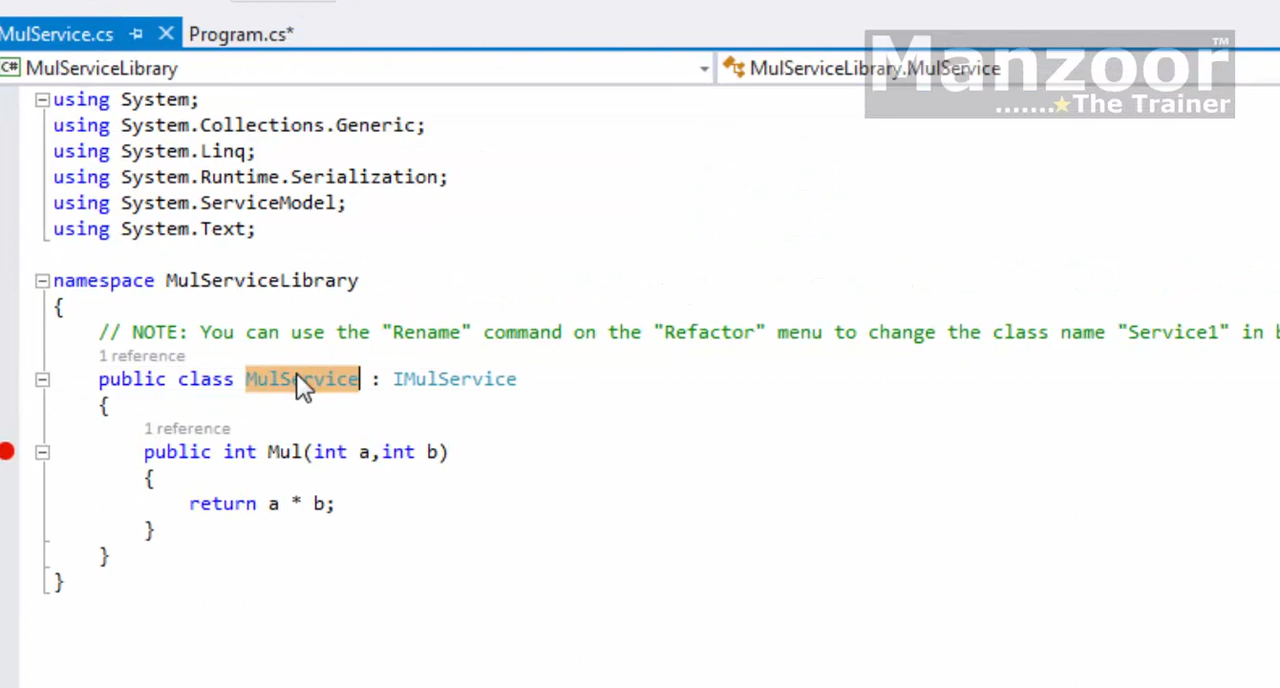 MulService.cs
Program.cs*
Manzoor™
.......★The Trainer
C# MulServiceLibrary
MulServiceLibrary.MulService
using System;
using System.Collections.Generic;
using System.Linq;
using System.Runtime.Serialization;
using System.ServiceModel;
using System.Text;
namespace MulServiceLibrary
{
// NOTE: You can use the "Rename" command on the "Refactor" menu to change the class name "Service1" in b
1 reference
public class MulService : IMulService
{
1 reference
public int Mul(int a,int b)
{
return a * b;
}
}
}